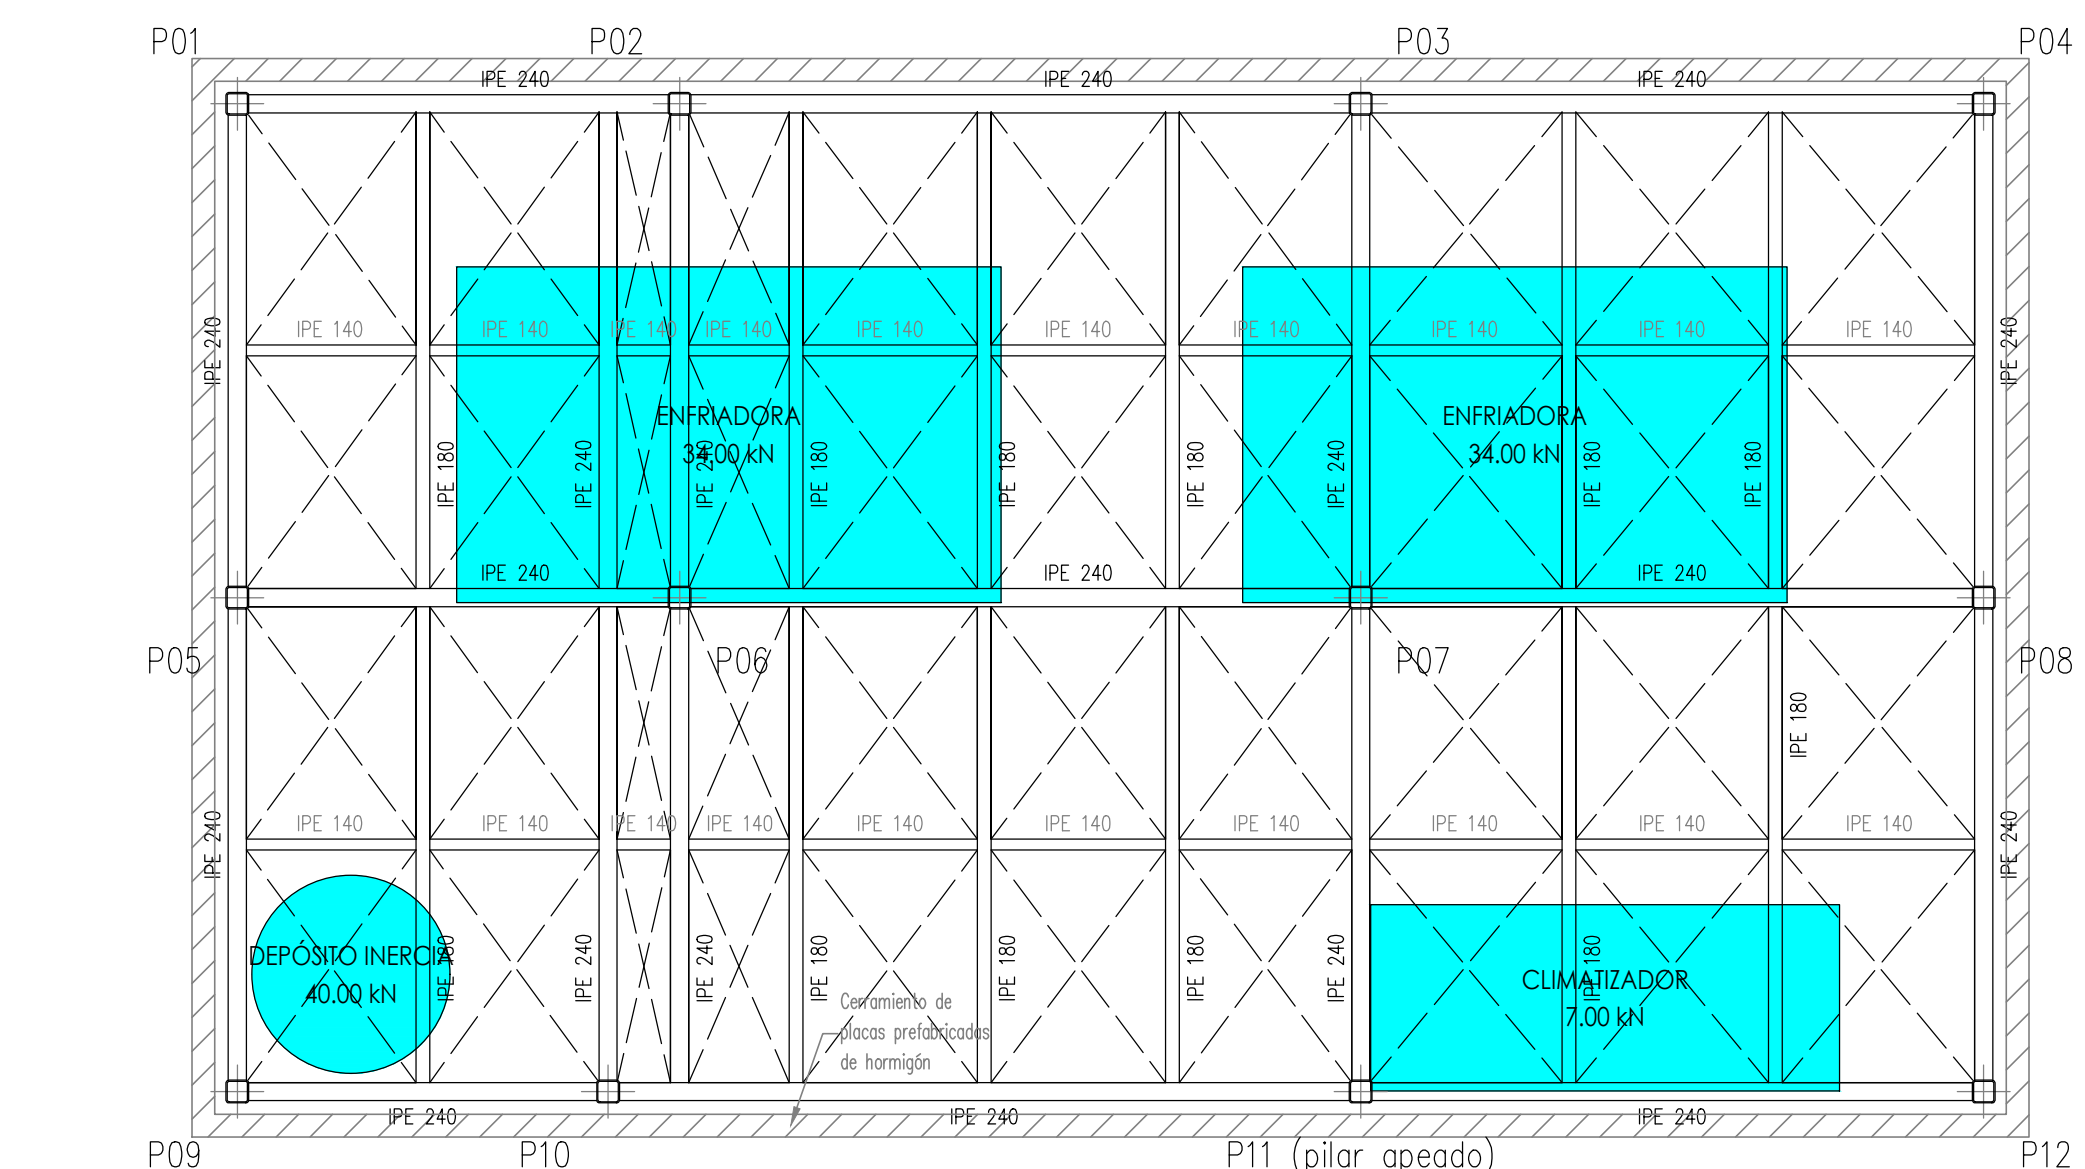 P01 P02 P03 P04
IPE 240 IPE 240 IPE 240
IPE 140 IPE 140 IPE 140 IPE 140 IPE 140 IPE 140 IPE 140 IPE 140 IPE 140 IPE 140
IPE 240 IPE 240
ENFRIADORA ENFRIADORA
34.00 kN 34.00 kN
IPE 180 IPE 240 IPE 240 IPE 180 IPE 180 IPE 180 IPE 240 IPE 180 IPE 180
IPE 240 IPE 240 IPE 240
P05 P06 P07 P08
IPE 180
IPE 140 IPE 140 IPE 140 IPE 140 IPE 140 IPE 140 IPE 140 IPE 140 IPE 140 IPE 140
IPE 240 IPE 240
DEPÓSITO INERCIA
40.00 kN
IPE 180 IPE 240 IPE 240 IPE 180 IPE 180 IPE 180 IPE 240 IPE 180
CLIMATIZADOR
7.00 kN
Cerramiento de
placas prefabricadas
de hormigón
IPE 240 IPE 240 IPE 240
P09 P10 P11 (pilar apeado) P12